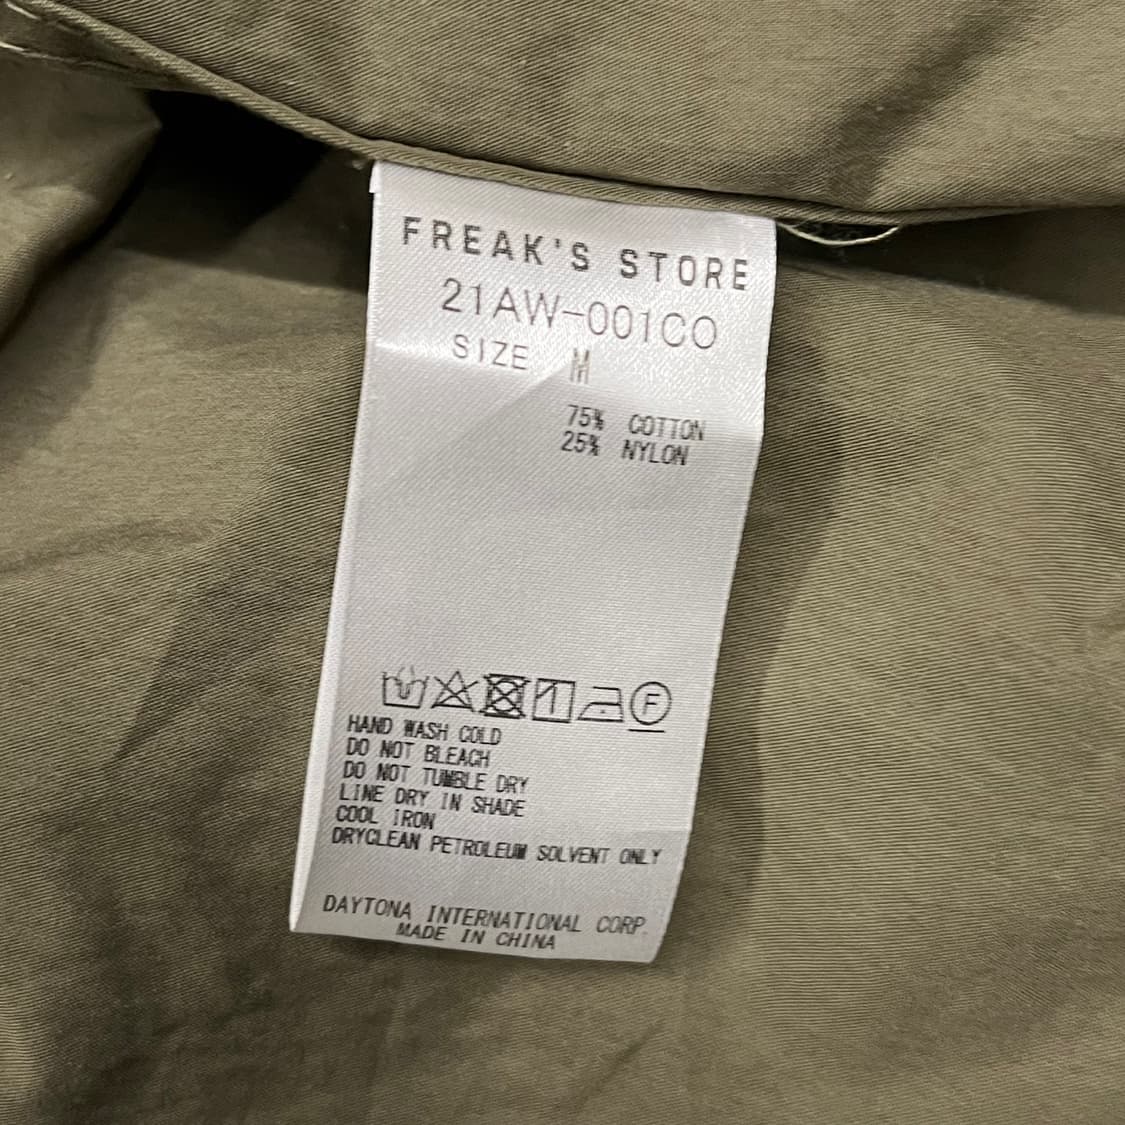 FREAK'S STORE
21AW-001CO
SIZE M
75% COTTON
25% NYLON
F
HAND WASH COLD
DO NOT BLEACH
DO NOT TUMBLE DRY
LINE DRY IN SHADE
COOL IRON
DRYCLEAN PETROLEUM SOLVENT ONLY
DAYTONA INTERNATIONAL CORP.
MADE IN CHINA